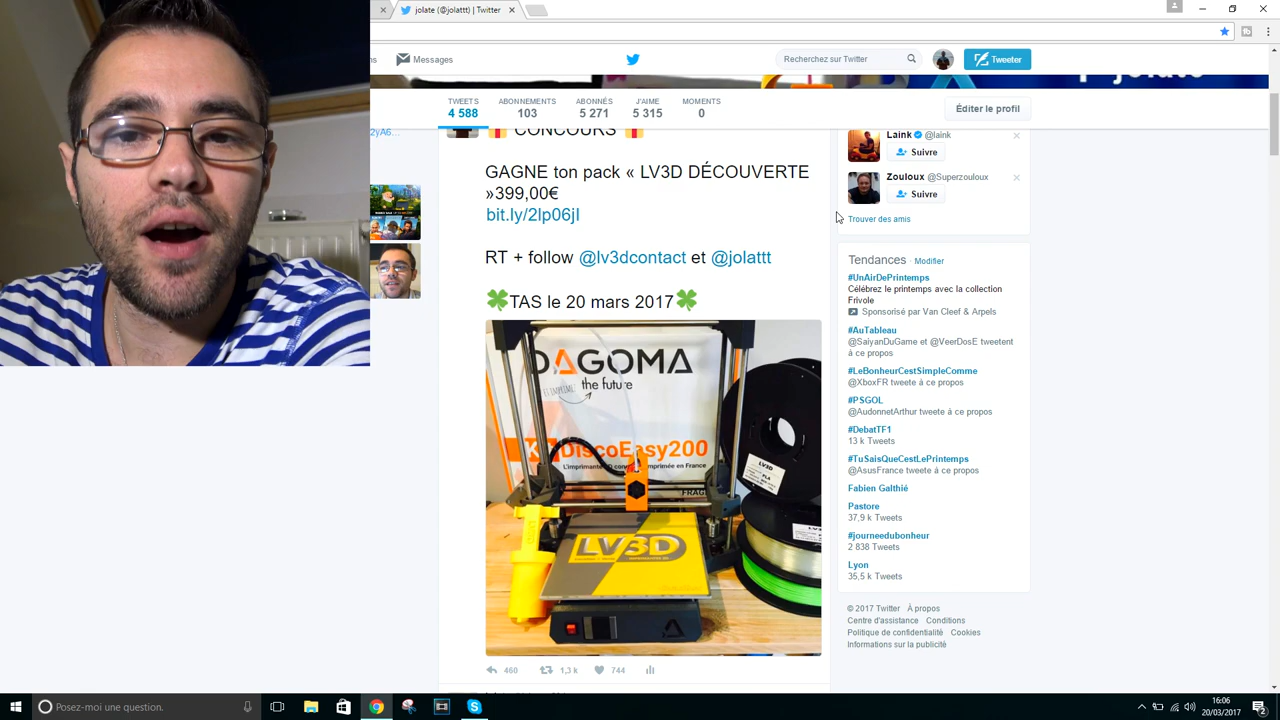 jolate (@jolattt) | Twitter
Messages
Recherchez sur Twitter
Tweeter
jolate
TWEETS
4 588
ABONNEMENTS
103
ABONNÉS
5 271
J'AIME
5 315
MOMENTS
0
Éditer le profil
2yA6...
CONCOURS
GAGNE ton pack « LV3D DÉCOUVERTE
»399,00€
bit.ly/2lp06jI
RT + follow @lv3dcontact et @jolattt
TAS le 20 mars 2017
DAGOMA
the future
DiscoEasy200
LV3D
LV3D
460
1,3 k
744
Laink @laink
Suivre
Zouloux @Superzouloux
Suivre
Trouver des amis
Tendances · Modifier
#UnAirDePrintemps
Célébrez le printemps avec la collection
Frivole
Sponsorisé par Van Cleef & Arpels
#AuTableau
@SaiyanDuGame et @VeerDosE tweetent
à ce propos
#LeBonheurCestSimpleComme
@XboxFR tweete à ce propos
#PSGOL
@AudonnetArthur tweete à ce propos
#DebatTF1
13 k Tweets
#TuSaisQueCestLePrintemps
@AsusFrance tweete à ce propos
Fabien Galthié
Pastore
37,9 k Tweets
#journeedubonheur
2 838 Tweets
Lyon
35,5 k Tweets
© 2017 Twitter À propos
Centre d'assistance Conditions
Politique de confidentialité Cookies
Informations sur la publicité
Posez-moi une question.
16:06
20/03/2017
2